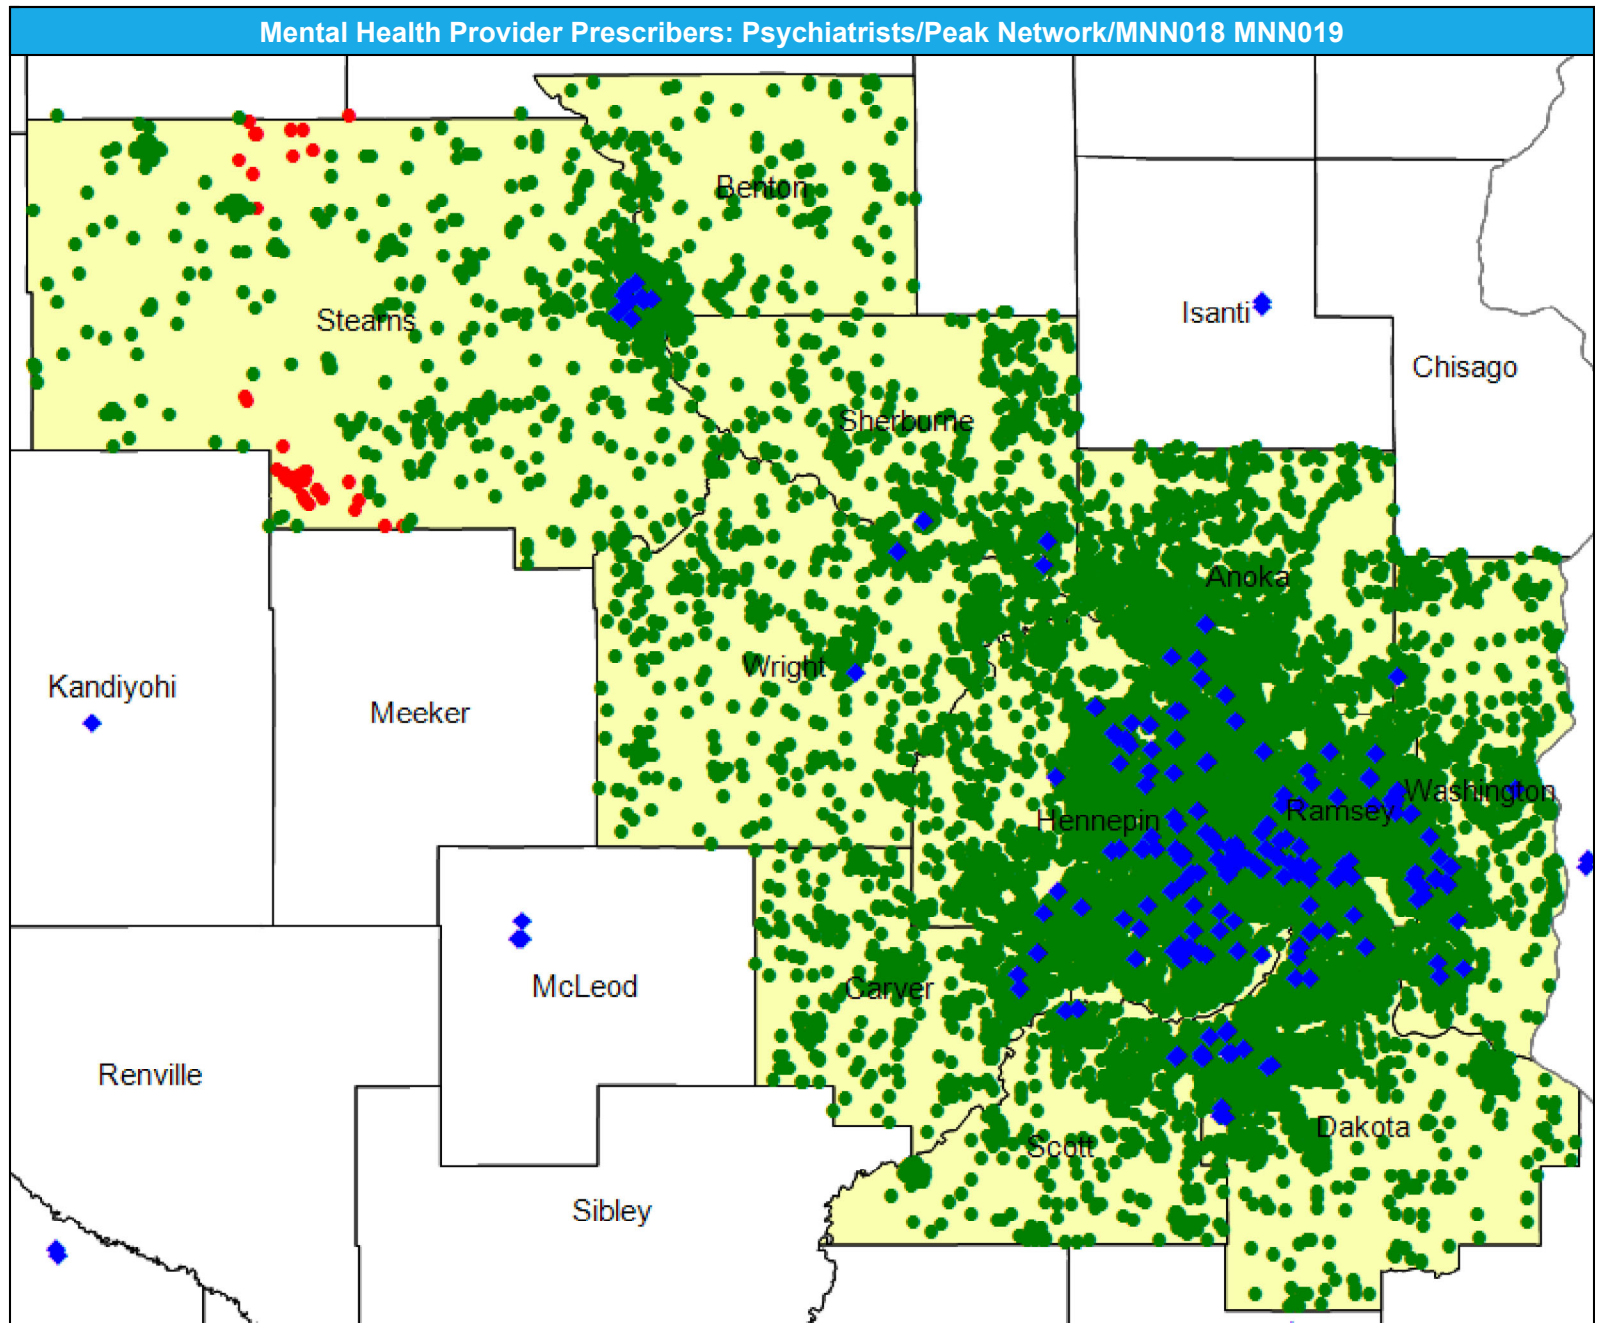 Mental Health Provider Prescribers: Psychiatrists/Peak Network/MNN018 MNN019
Benton
Stearns
Isanti
Chisago
Sherburne
Anoka
Wright
Kandiyohi
Meeker
Washington
Ramsey
Hennepin
McLeod
Carver
Renville
Dakota
Scott
Sibley